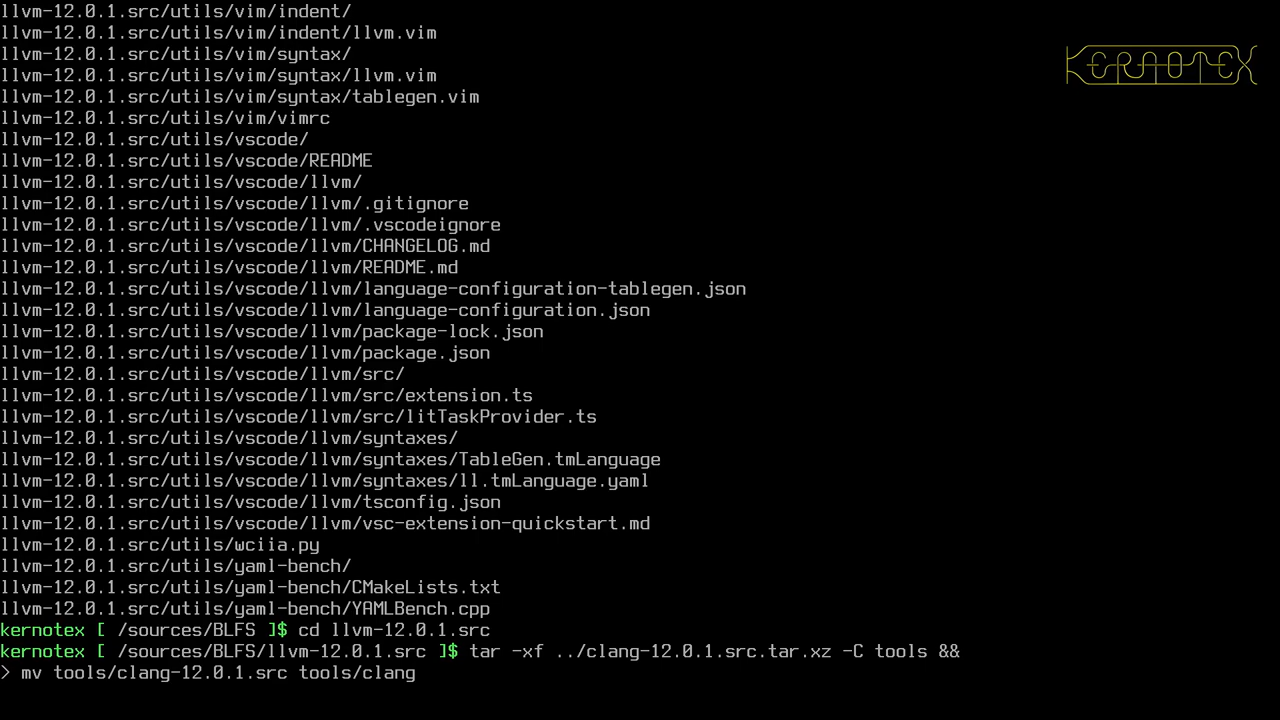 llvm-12.0.1.src/utils/vim/indent/
llvm-12.0.1.src/utils/vim/indent/llvm.vim
llvm-12.0.1.src/utils/vim/syntax/
llvm-12.0.1.src/utils/vim/syntax/llvm.vim
llvm-12.0.1.src/utils/vim/syntax/tablegen.vim
llvm-12.0.1.src/utils/vim/vimrc
llvm-12.0.1.src/utils/vscode/
llvm-12.0.1.src/utils/vscode/README
llvm-12.0.1.src/utils/vscode/llvm/
llvm-12.0.1.src/utils/vscode/llvm/.gitignore
llvm-12.0.1.src/utils/vscode/llvm/.vscodeignore
llvm-12.0.1.src/utils/vscode/llvm/CHANGELOG.md
llvm-12.0.1.src/utils/vscode/llvm/README.md
llvm-12.0.1.src/utils/vscode/llvm/language-configuration-tablegen.json
llvm-12.0.1.src/utils/vscode/llvm/language-configuration.json
llvm-12.0.1.src/utils/vscode/llvm/package-lock.json
llvm-12.0.1.src/utils/vscode/llvm/package.json
llvm-12.0.1.src/utils/vscode/llvm/src/
llvm-12.0.1.src/utils/vscode/llvm/src/extension.ts
llvm-12.0.1.src/utils/vscode/llvm/src/litTaskProvider.ts
llvm-12.0.1.src/utils/vscode/llvm/syntaxes/
llvm-12.0.1.src/utils/vscode/llvm/syntaxes/TableGen.tmLanguage
llvm-12.0.1.src/utils/vscode/llvm/syntaxes/ll.tmLanguage.yaml
llvm-12.0.1.src/utils/vscode/llvm/tsconfig.json
llvm-12.0.1.src/utils/vscode/llvm/vsc-extension-quickstart.md
llvm-12.0.1.src/utils/wciia.py
llvm-12.0.1.src/utils/yaml-bench/
llvm-12.0.1.src/utils/yaml-bench/CMakeLists.txt
llvm-12.0.1.src/utils/yaml-bench/YAMLBench.cpp
kernotex [ /sources/BLFS ]$ cd llvm-12.0.1.src
kernotex [ /sources/BLFS/llvm-12.0.1.src ]$ tar -xf ../clang-12.0.1.src.tar.xz -C tools &&
> mv tools/clang-12.0.1.src tools/clang
KERNOTEX